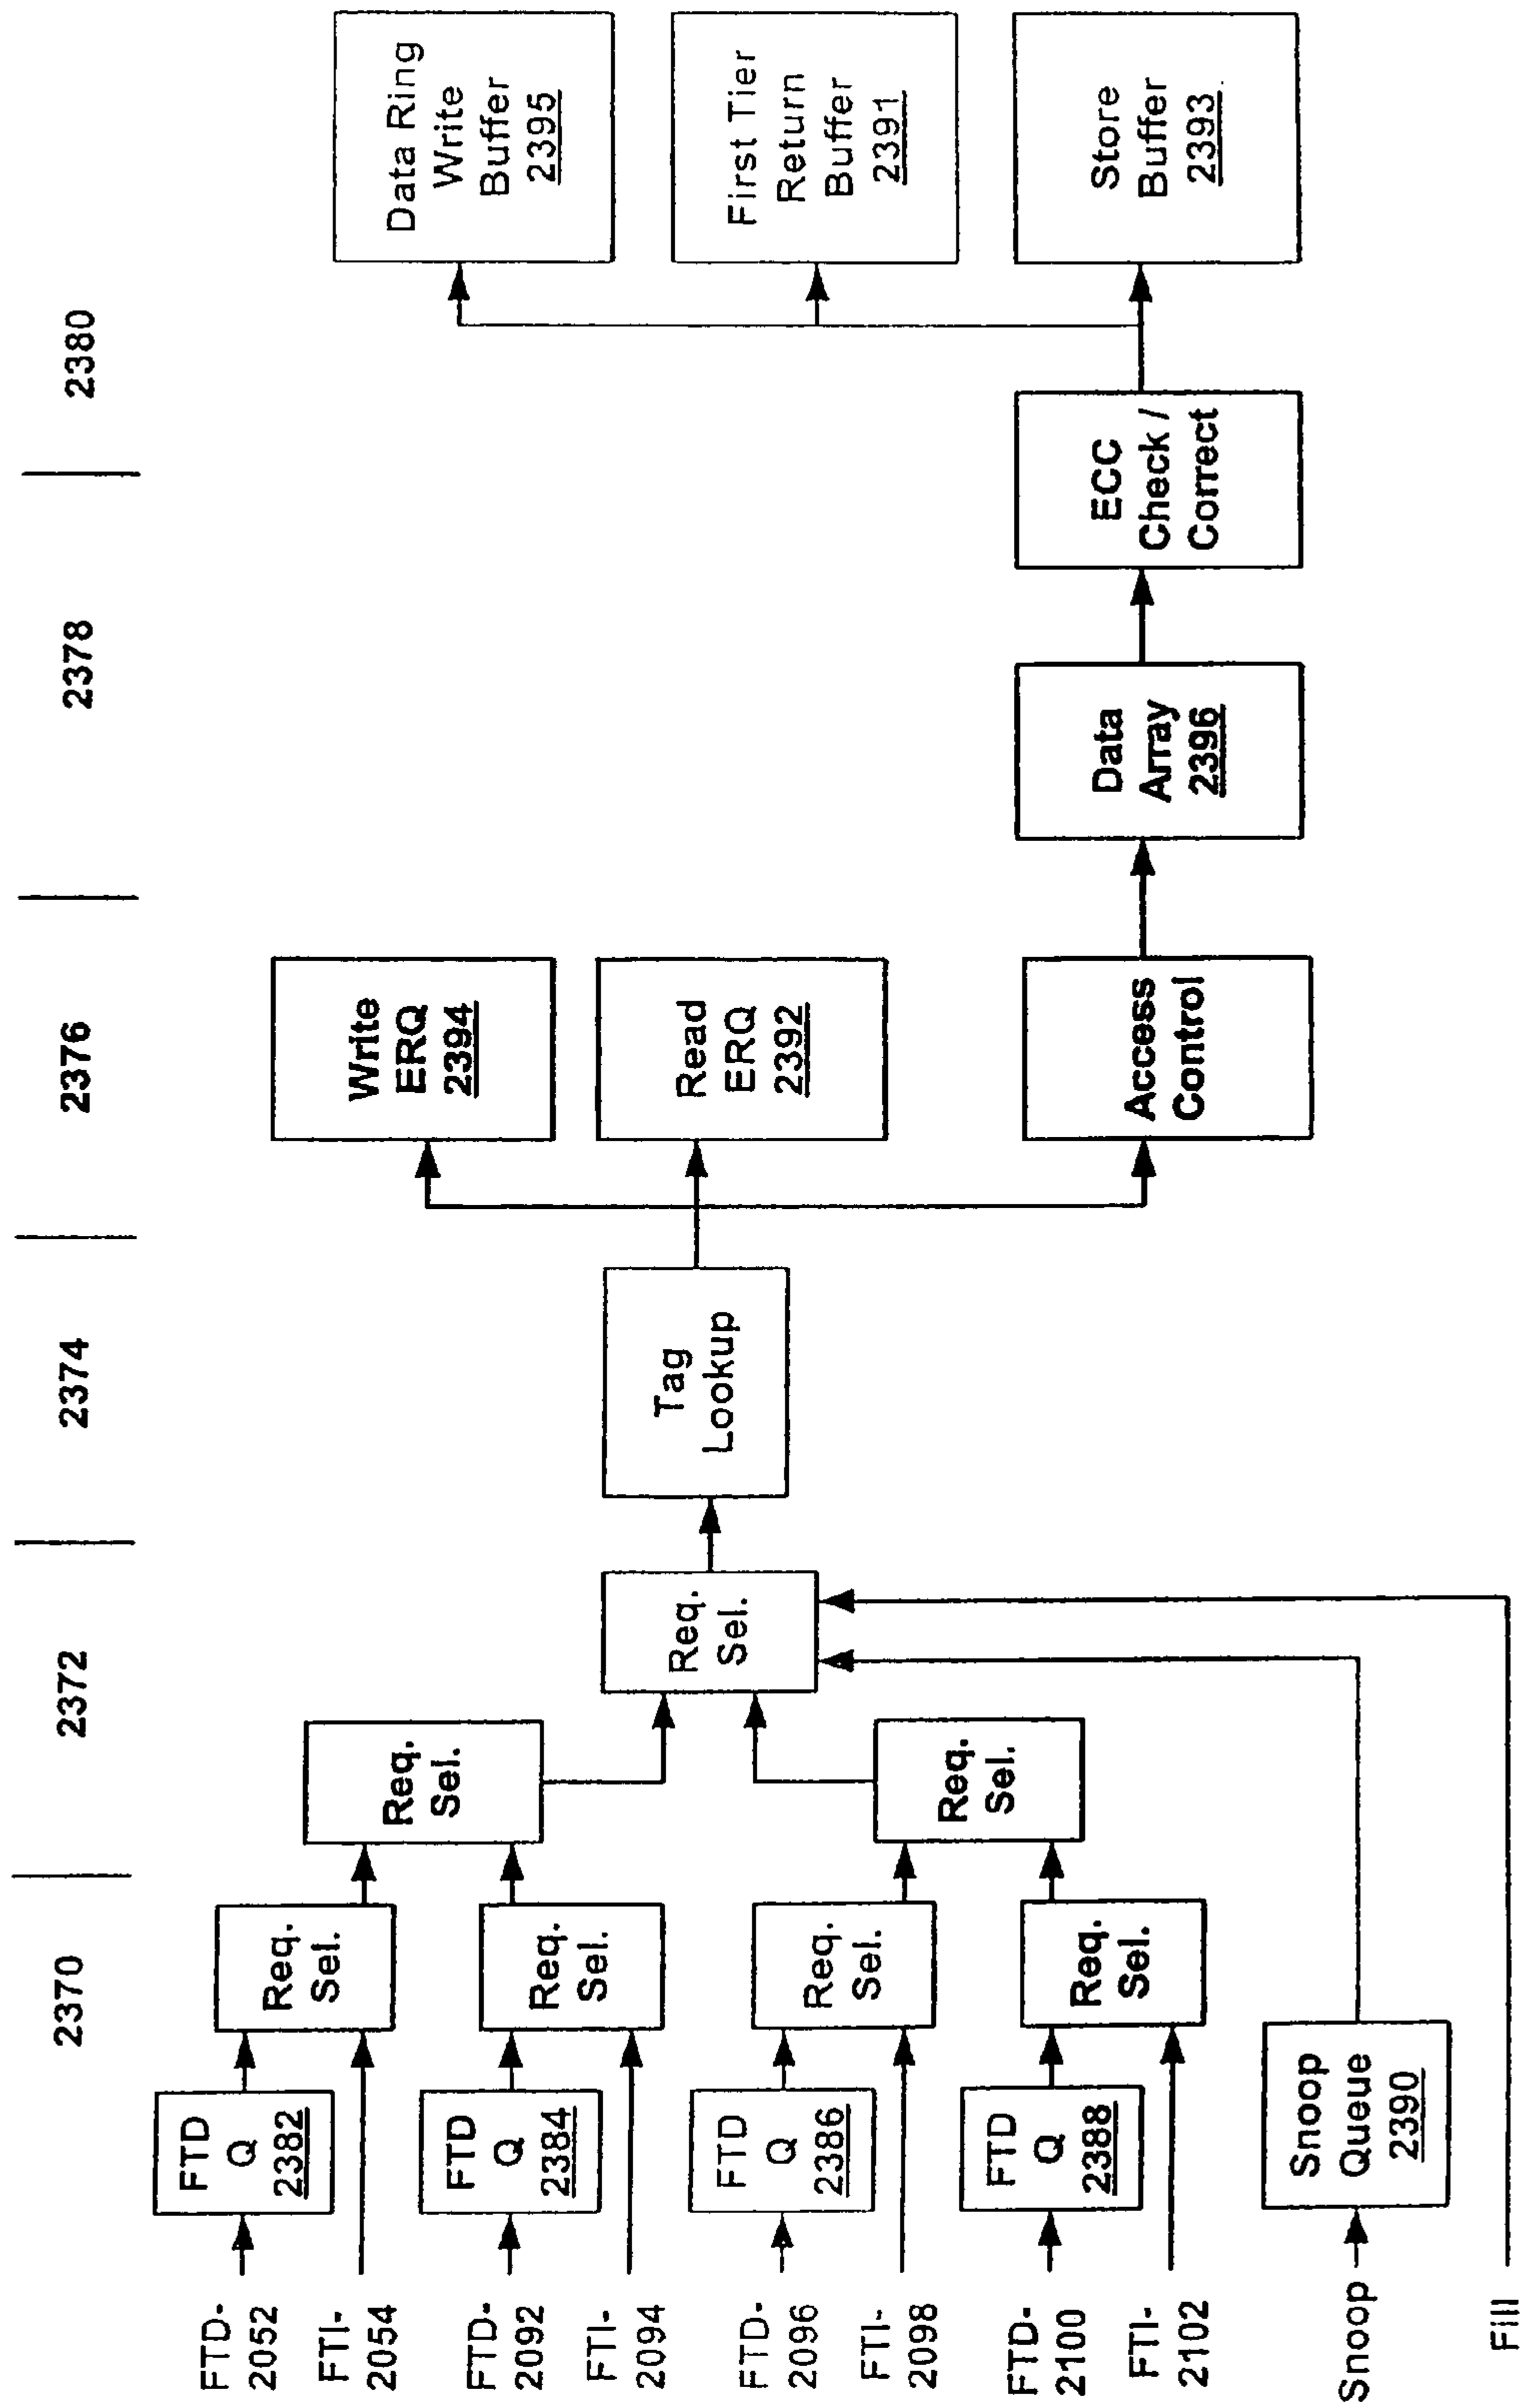 2370
2372
2374
2376
2378
2380
FTD-
2052
FTI-
2054
FTD-
2092
FTI-
2094
FTD-
2096
FTI-
2098
FTD-
2100
FTI-
2102
Snoop
Fill
FTD
Q
2382
FTD
Q
2384
FTD
Q
2386
FTD
Q
2388
Snoop
Queue
2390
Req.
Sel.
Req.
Sel.
Req.
Sel.
Req.
Sel.
Req.
Sel.
Req.
Sel.
Req.
Sel.
Tag
Lookup
Write
ERQ
2394
Read
ERQ
2392
Access
Control
Data
Array
2396
ECC
Check /
Correct
Data Ring
Write
Buffer
2395
First Tier
Return
Buffer
2391
Store
Buffer
2393